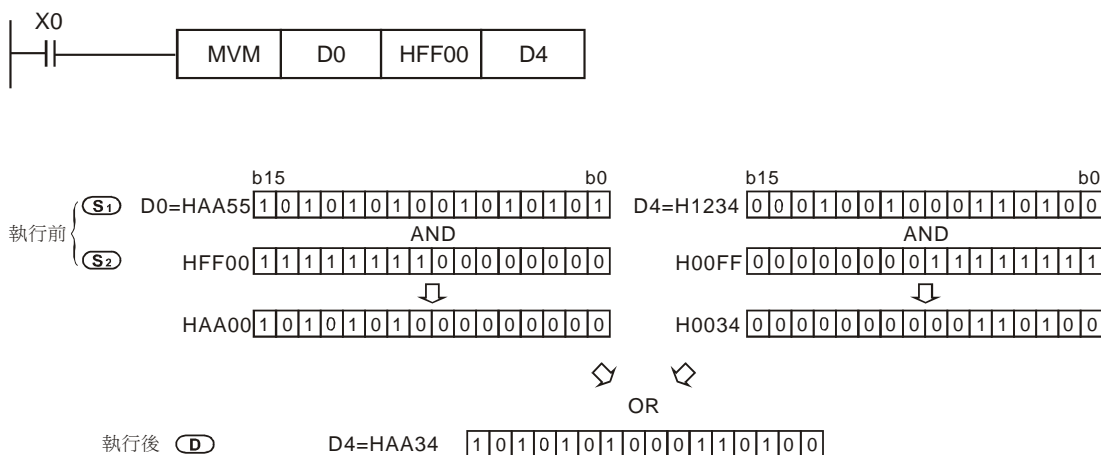 X0
MVM D0 HFF00 D4
b15 b0 b15 b0
S1 D0=HAA55 1 0 1 0 1 0 1 0 0 1 0 1 0 1 0 1 D4=H1234 0 0 0 1 0 0 1 0 0 0 1 1 0 1 0 0
執行前 AND AND
S2 HFF00 1 1 1 1 1 1 1 1 0 0 0 0 0 0 0 0 H00FF 0 0 0 0 0 0 0 0 1 1 1 1 1 1 1 1
HAA00 1 0 1 0 1 0 1 0 0 0 0 0 0 0 0 0 H0034 0 0 0 0 0 0 0 0 0 0 1 1 0 1 0 0
OR
執行後 D D4=HAA34 1 0 1 0 1 0 1 0 0 0 1 1 0 1 0 0